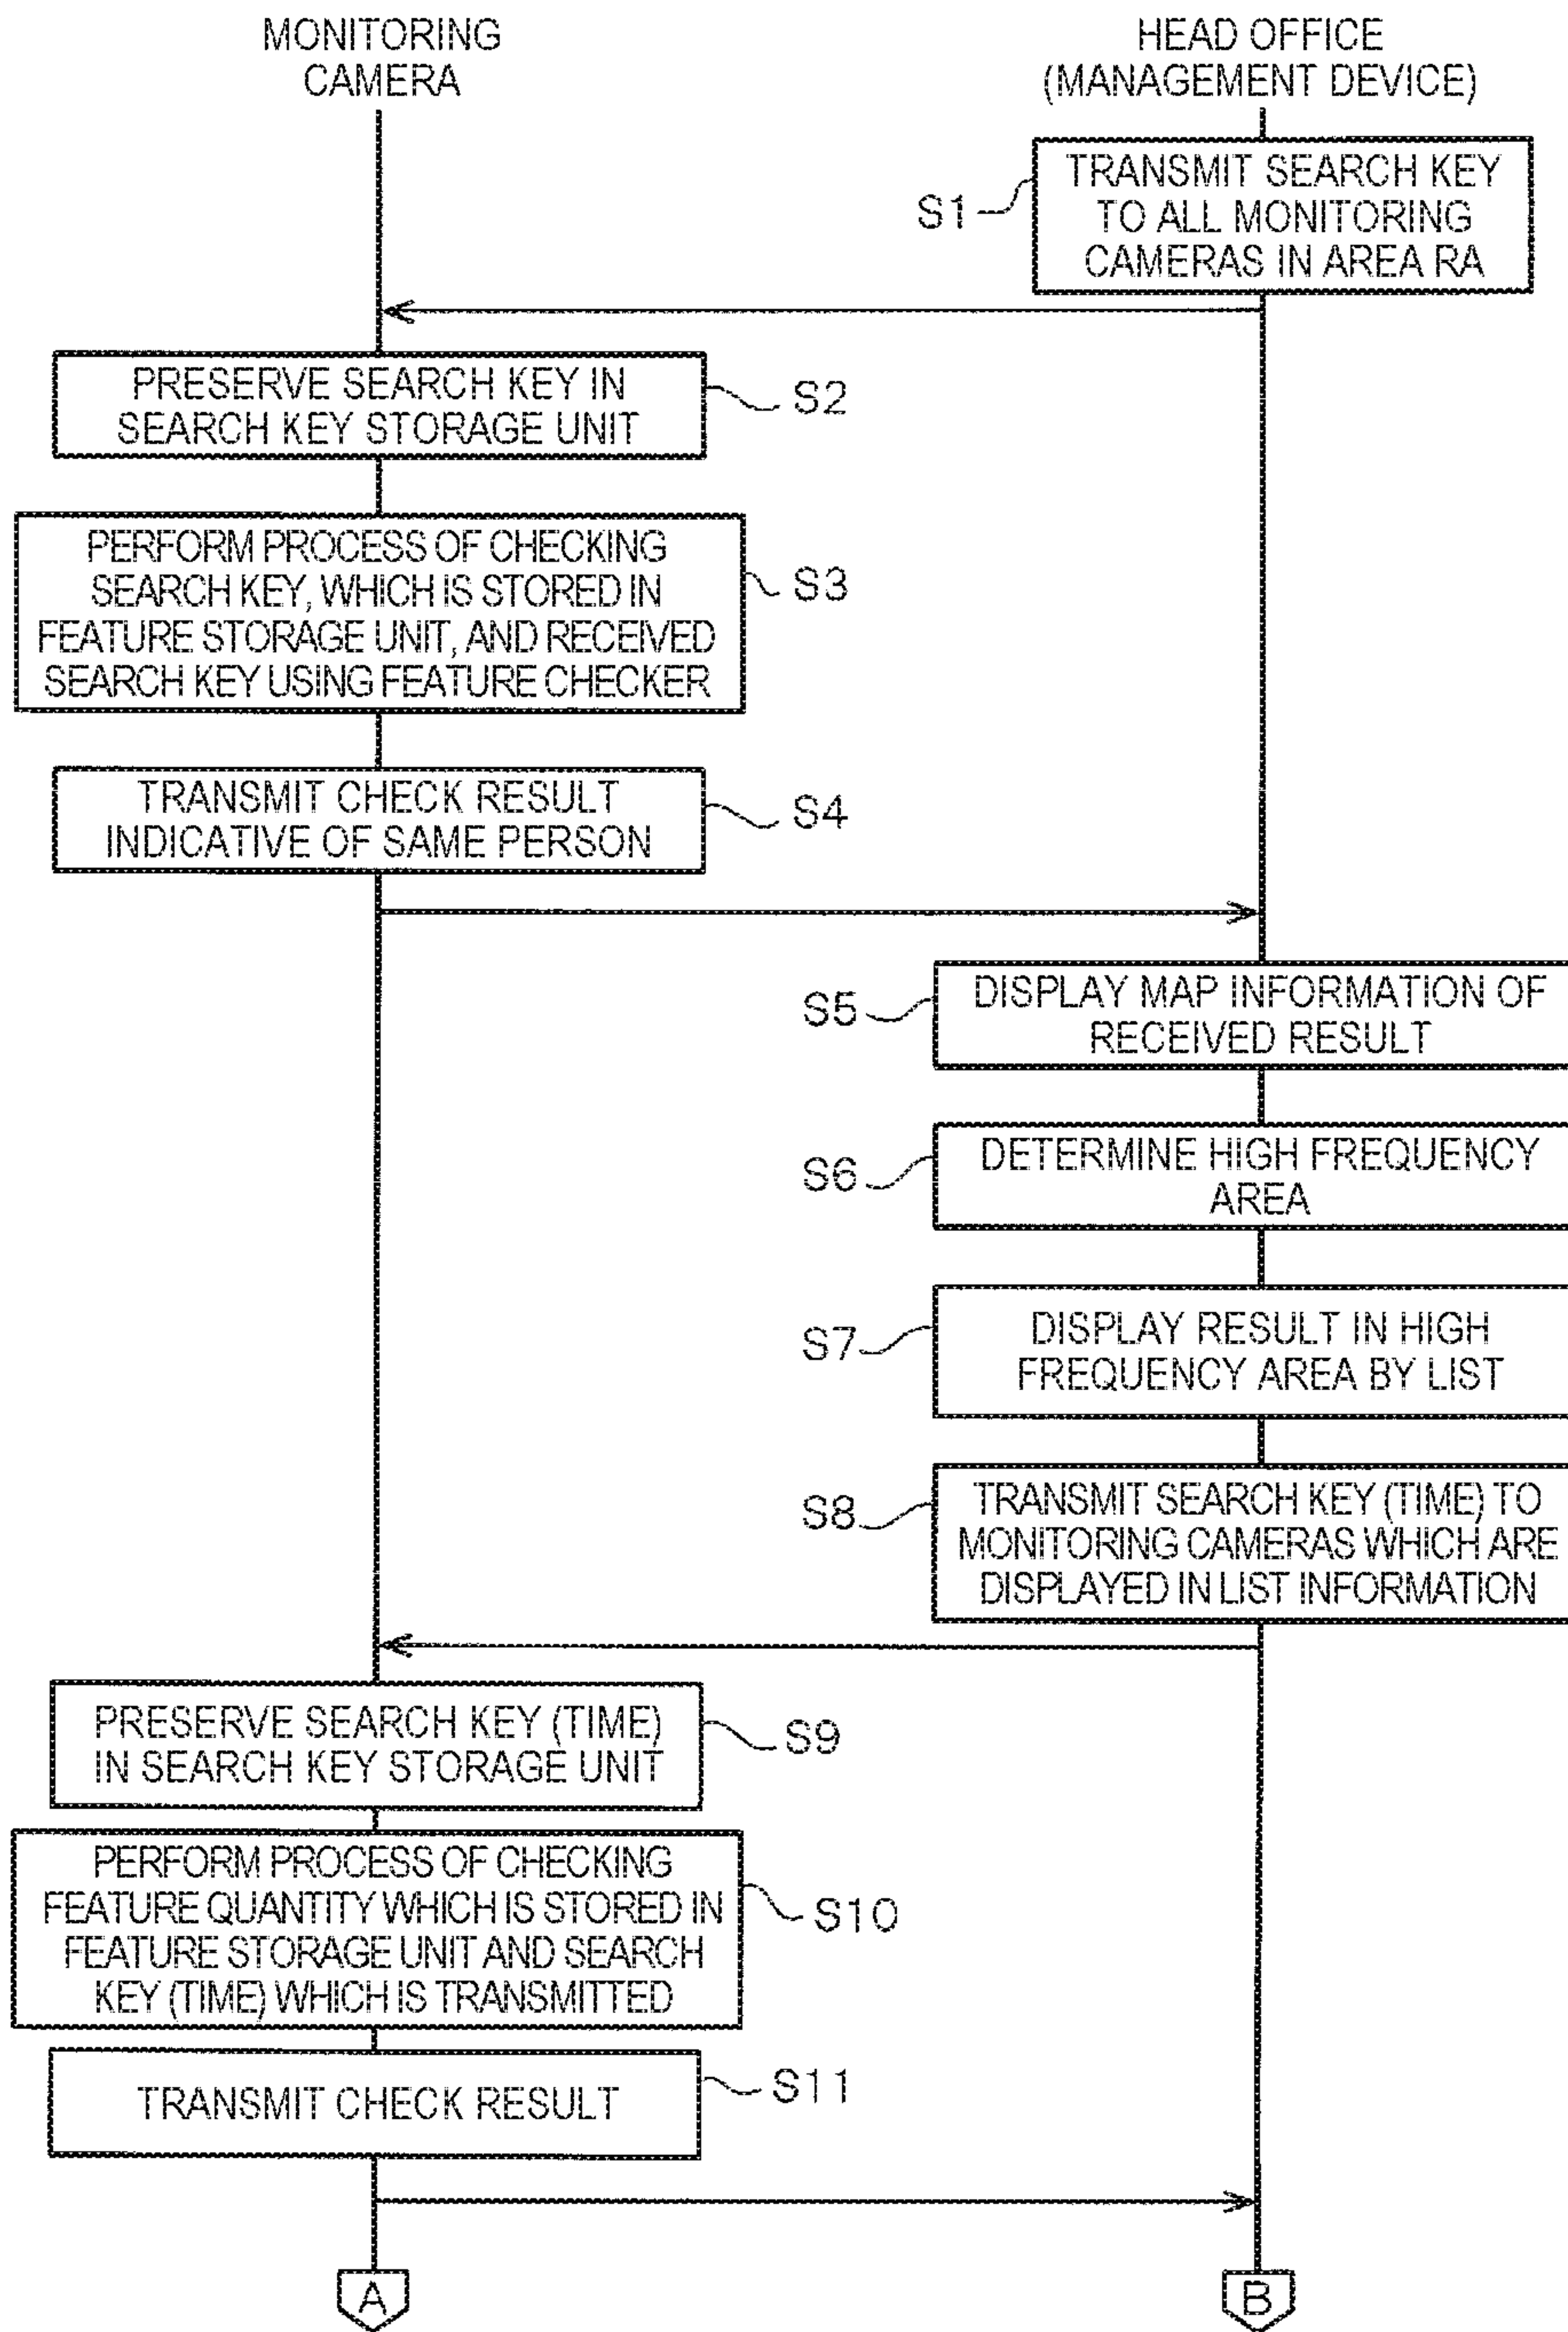 MONITORING
CAMERA
HEAD OFFICE
(MANAGEMENT DEVICE)
S1
TRANSMIT SEARCH KEY
TO ALL MONITORING
CAMERAS IN AREA RA
PRESERVE SEARCH KEY IN
SEARCH KEY STORAGE UNIT
S2
PERFORM PROCESS OF CHECKING
SEARCH KEY, WHICH IS STORED IN
FEATURE STORAGE UNIT, AND RECEIVED
SEARCH KEY USING FEATURE CHECKER
S3
TRANSMIT CHECK RESULT
INDICATIVE OF SAME PERSON
S4
S5
DISPLAY MAP INFORMATION OF
RECEIVED RESULT
S6
DETERMINE HIGH FREQUENCY
AREA
S7
DISPLAY RESULT IN HIGH
FREQUENCY AREA BY LIST
S8
TRANSMIT SEARCH KEY (TIME) TO
MONITORING CAMERAS WHICH ARE
DISPLAYED IN LIST INFORMATION
PRESERVE SEARCH KEY (TIME)
IN SEARCH KEY STORAGE UNIT
S9
PERFORM PROCESS OF CHECKING
FEATURE QUANTITY WHICH IS STORED IN
FEATURE STORAGE UNIT AND SEARCH
KEY (TIME) WHICH IS TRANSMITTED
S10
TRANSMIT CHECK RESULT
S11
A
B